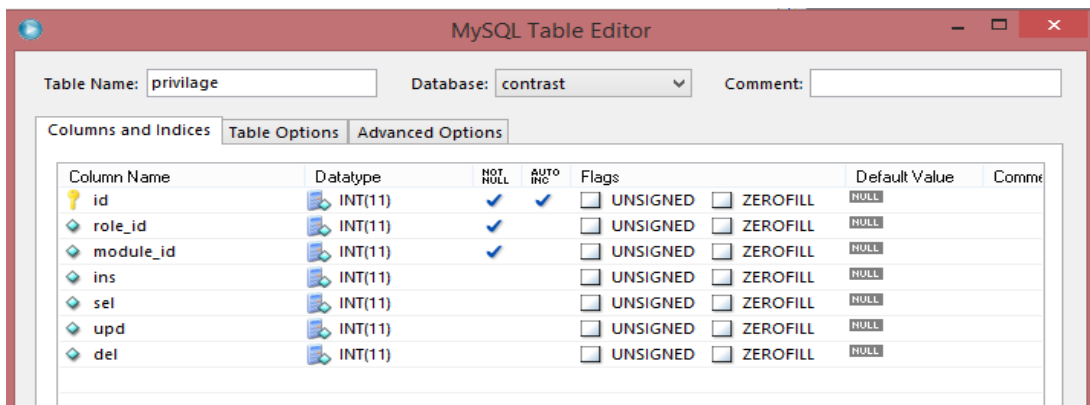 MySQL Table Editor
Table Name: privilage Database: contrast Comment:
Columns and Indices Table Options Advanced Options
Column Name Datatype NOT NULL AUTO INC Flags Default Value Comme
id INT(11) UNSIGNED ZEROFILL NULL
role_id INT(11) UNSIGNED ZEROFILL NULL
module_id INT(11) UNSIGNED ZEROFILL NULL
ins INT(11) UNSIGNED ZEROFILL NULL
sel INT(11) UNSIGNED ZEROFILL NULL
upd INT(11) UNSIGNED ZEROFILL NULL
del INT(11) UNSIGNED ZEROFILL NULL